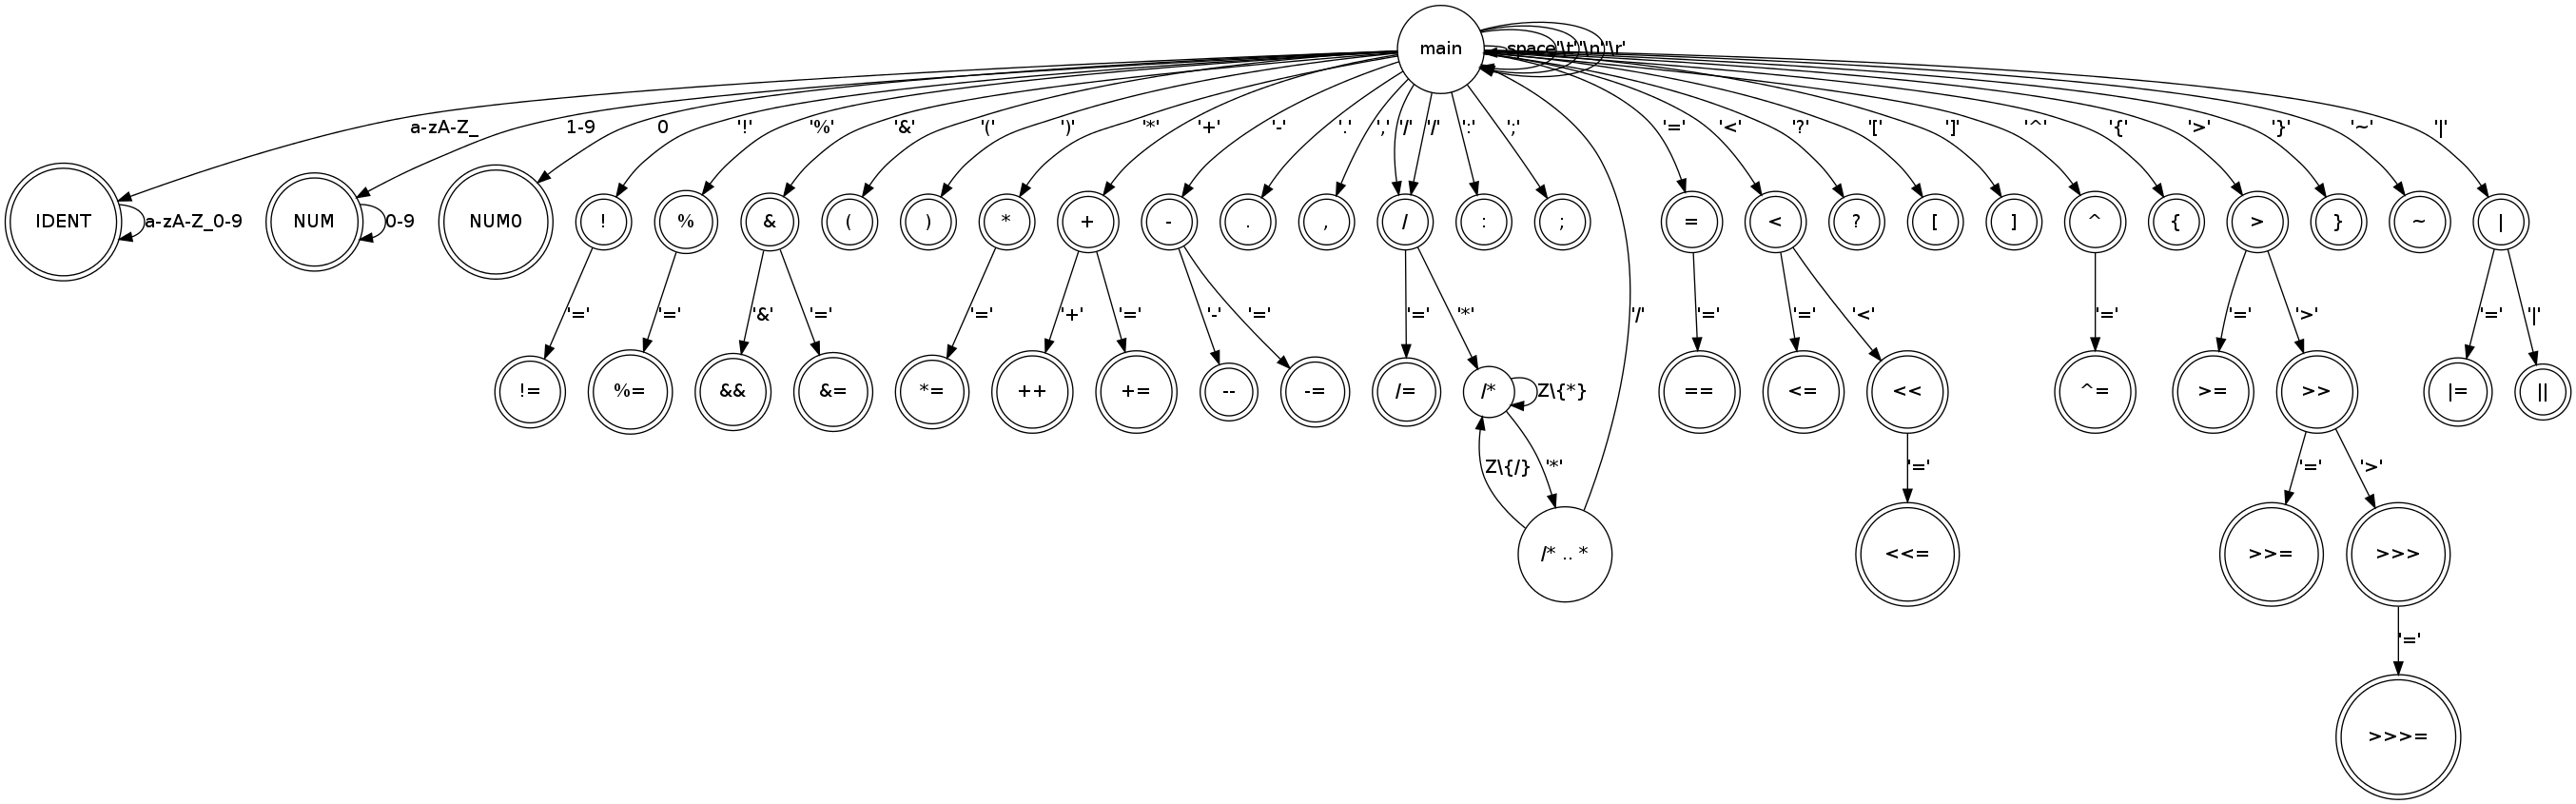 main
space '\t' '\n' '\r'
a-zA-Z_ 1-9 0 '!' '%' '&' '(' ')' '*' '+' '-' '.' ',' '/' '/' ':' ';' '=' '<' '?' '[' ']' '^' '{' '>' '}' '~' '|'
IDENT a-zA-Z_0-9 NUM 0-9 NUM0 ! % & ( ) * + - . , / : ; = < ? [ ] ^ { > } ~ |
'=' '=' '&' '=' '=' '+' '=' '-' '=' '=' '*' '/' '=' '=' '<' '=' '=' '>' '=' '|'
!= %= && &= *= ++ += -- -= /= /* Z\{*} == <= << ^= >= >> |= ||
Z\{/} '*' '=' '=' '>'
/* .. * <<= >>= >>>
'='
>>>=